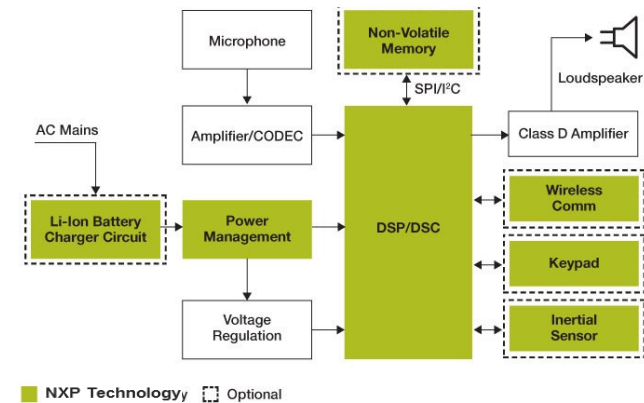 Microphone
Non-Volatile
Memory
Loudspeaker
SPI/I²C
AC Mains
Amplifier/CODEC
Class D Amplifier
Li-Ion Battery
Charger Circuit
Power
Management
DSP/DSC
Wireless
Comm
Keypad
Voltage
Regulation
Inertial
Sensor
NXP Technologyy
Optional